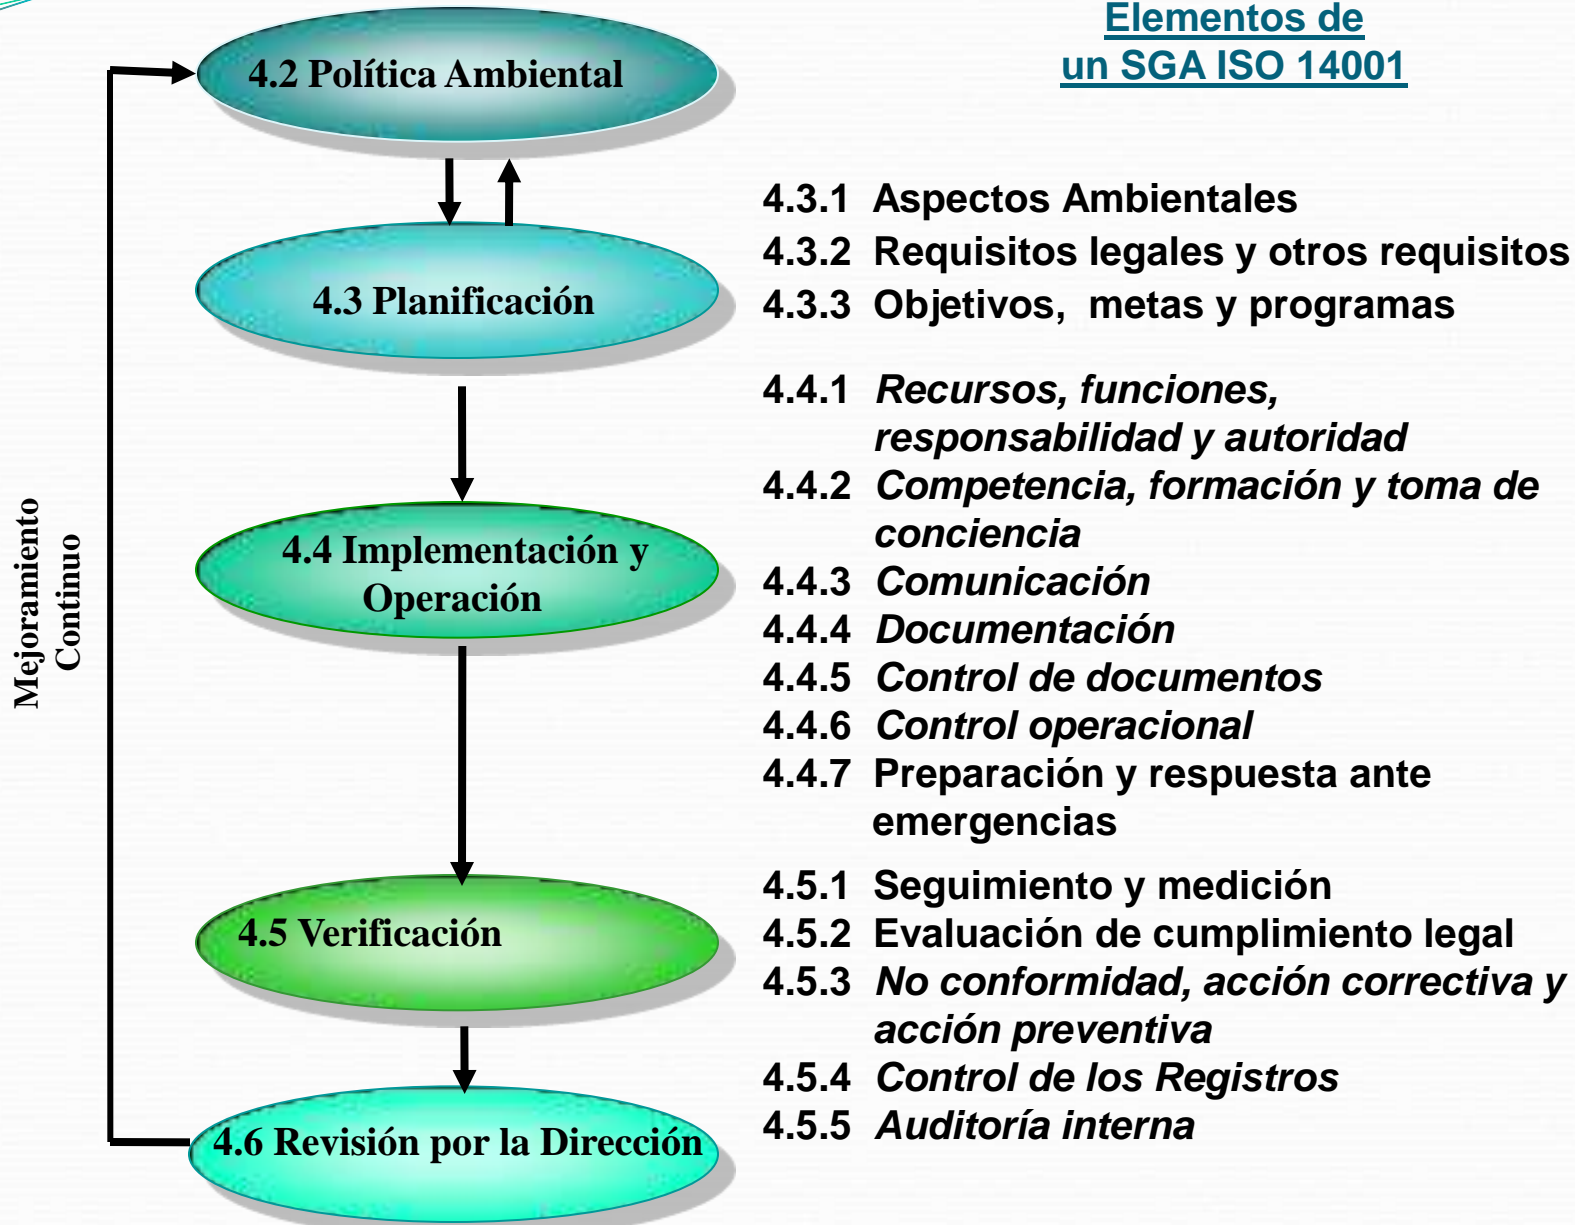 Elementos de
un SGA ISO 14001
4.2 Política Ambiental
4.3 Planificación
4.3.1 Aspectos Ambientales
4.3.2 Requisitos legales y otros requisitos
4.3.3 Objetivos, metas y programas
4.4 Implementación y
Operación
4.4.1 Recursos, funciones,
responsabilidad y autoridad
4.4.2 Competencia, formación y toma de
conciencia
4.4.3 Comunicación
4.4.4 Documentación
4.4.5 Control de documentos
4.4.6 Control operacional
4.4.7 Preparación y respuesta ante
emergencias
4.5 Verificación
4.5.1 Seguimiento y medición
4.5.2 Evaluación de cumplimiento legal
4.5.3 No conformidad, acción correctiva y
acción preventiva
4.5.4 Control de los Registros
4.5.5 Auditoría interna
4.6 Revisión por la Dirección
Mejoramiento
Continuo